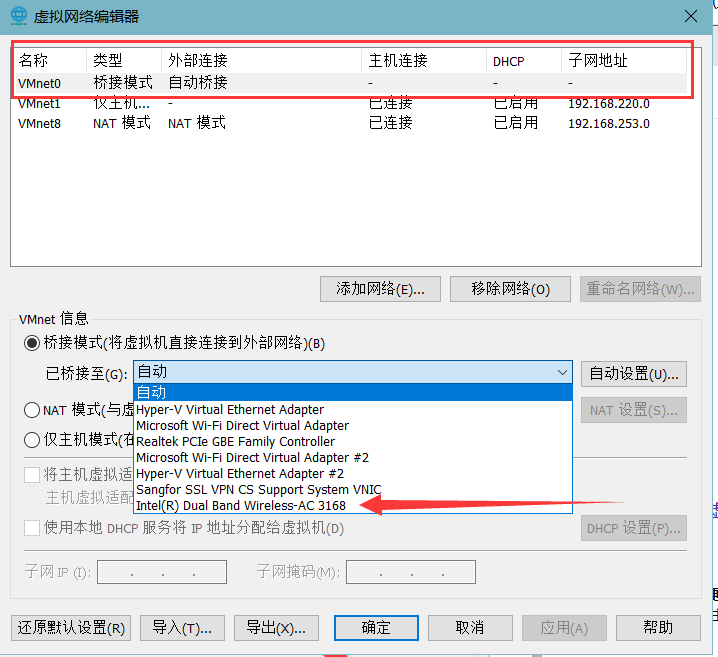 虚拟网络编辑器
名称 类型 外部连接 主机连接 DHCP 子网地址
VMnet0 桥接模式 自动桥接 - - -
VMnet1 仅主机... - 已连接 已启用 192.168.220.0
VMnet8 NAT 模式 NAT 模式 已连接 已启用 192.168.253.0
添加网络(E)... 移除网络(O) 重命名网络(W)...
VMnet 信息
桥接模式(将虚拟机直接连接到外部网络)(B)
已桥接至(G): 自动 自动设置(U)...
自动
Hyper-V Virtual Ethernet Adapter
NAT 模式(与虚 NAT 设置(S)...
Microsoft Wi-Fi Direct Virtual Adapter
Realtek PCIe GBE Family Controller
仅主机模式(在
Microsoft Wi-Fi Direct Virtual Adapter #2
Hyper-V Virtual Ethernet Adapter #2
将主机虚拟适
Sangfor SSL VPN CS Support System VNIC
主机虚拟适配
Intel(R) Dual Band Wireless-AC 3168
使用本地 DHCP 服务将 IP 地址分配给虚拟机(D) DHCP 设置(P)...
子网 IP (I): . . . 子网掩码(M): . . .
还原默认设置(R) 导入(T)... 导出(X)... 确定 取消 应用(A) 帮助